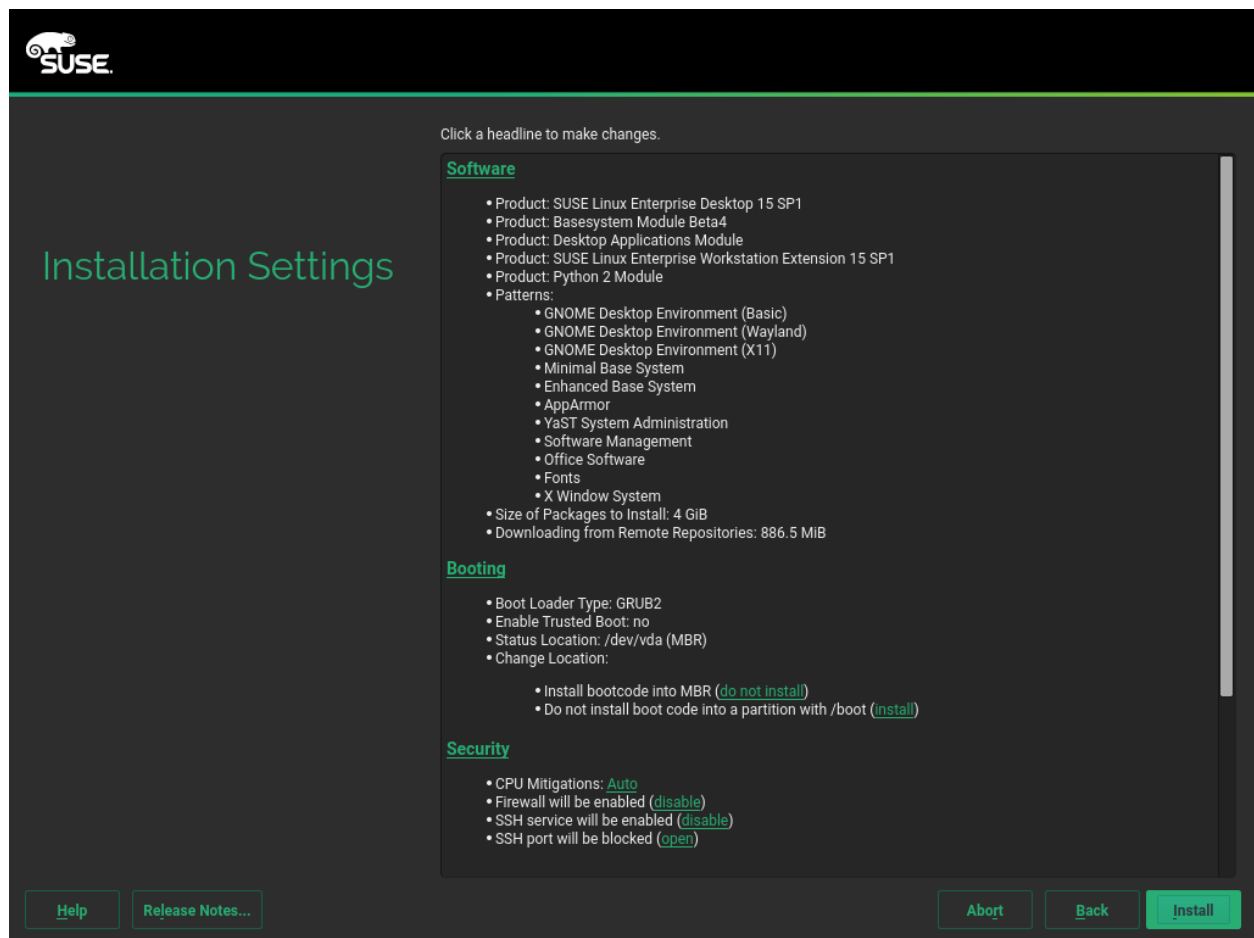 SUSE.
Click a headline to make changes.
Installation Settings
Software
• Product: SUSE Linux Enterprise Desktop 15 SP1
• Product: Basesystem Module Beta4
• Product: Desktop Applications Module
• Product: SUSE Linux Enterprise Workstation Extension 15 SP1
• Product: Python 2 Module
• Patterns:
• GNOME Desktop Environment (Basic)
• GNOME Desktop Environment (Wayland)
• GNOME Desktop Environment (X11)
• Minimal Base System
• Enhanced Base System
• AppArmor
• YaST System Administration
• Software Management
• Office Software
• Fonts
• X Window System
• Size of Packages to Install: 4 GiB
• Downloading from Remote Repositories: 886.5 MiB
Booting
• Boot Loader Type: GRUB2
• Enable Trusted Boot: no
• Status Location: /dev/vda (MBR)
• Change Location:
• Install bootcode into MBR (do not install)
• Do not install boot code into a partition with /boot (install)
Security
• CPU Mitigations: Auto
• Firewall will be enabled (disable)
• SSH service will be enabled (disable)
• SSH port will be blocked (open)
Help Release Notes... Abort Back Install